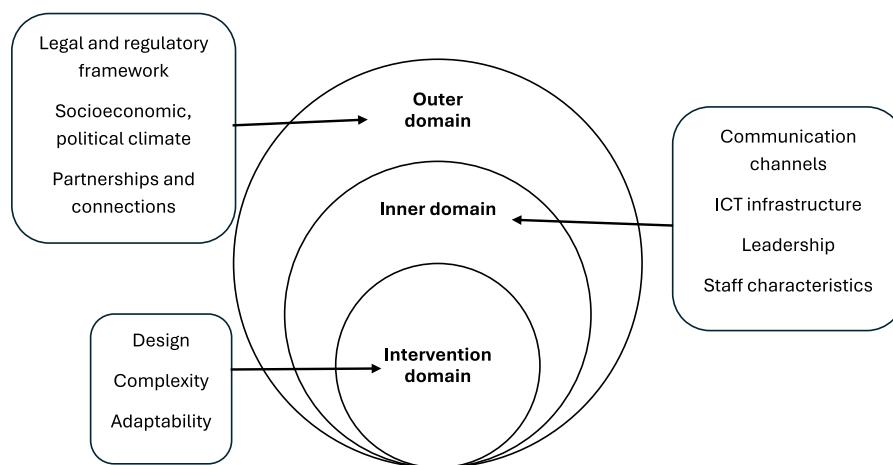 Legal and regulatory
framework
Socioeconomic,
political climate
Partnerships and
connections
Outer
domain
Inner domain
Communication
channels
ICT infrastructure
Leadership
Staff characteristics
Design
Complexity
Adaptability
Intervention
domain